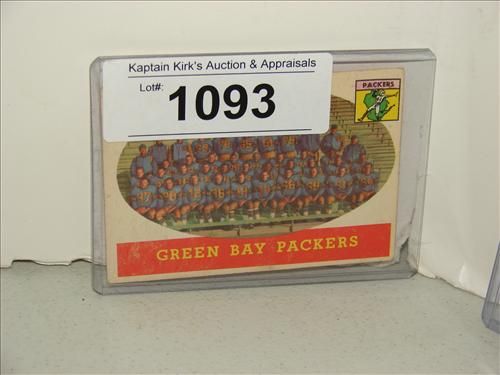 Kaptain Kirk's Auction & Appraisals
Lot#: 1093
PACKERS
GREEN BAY PACKERS